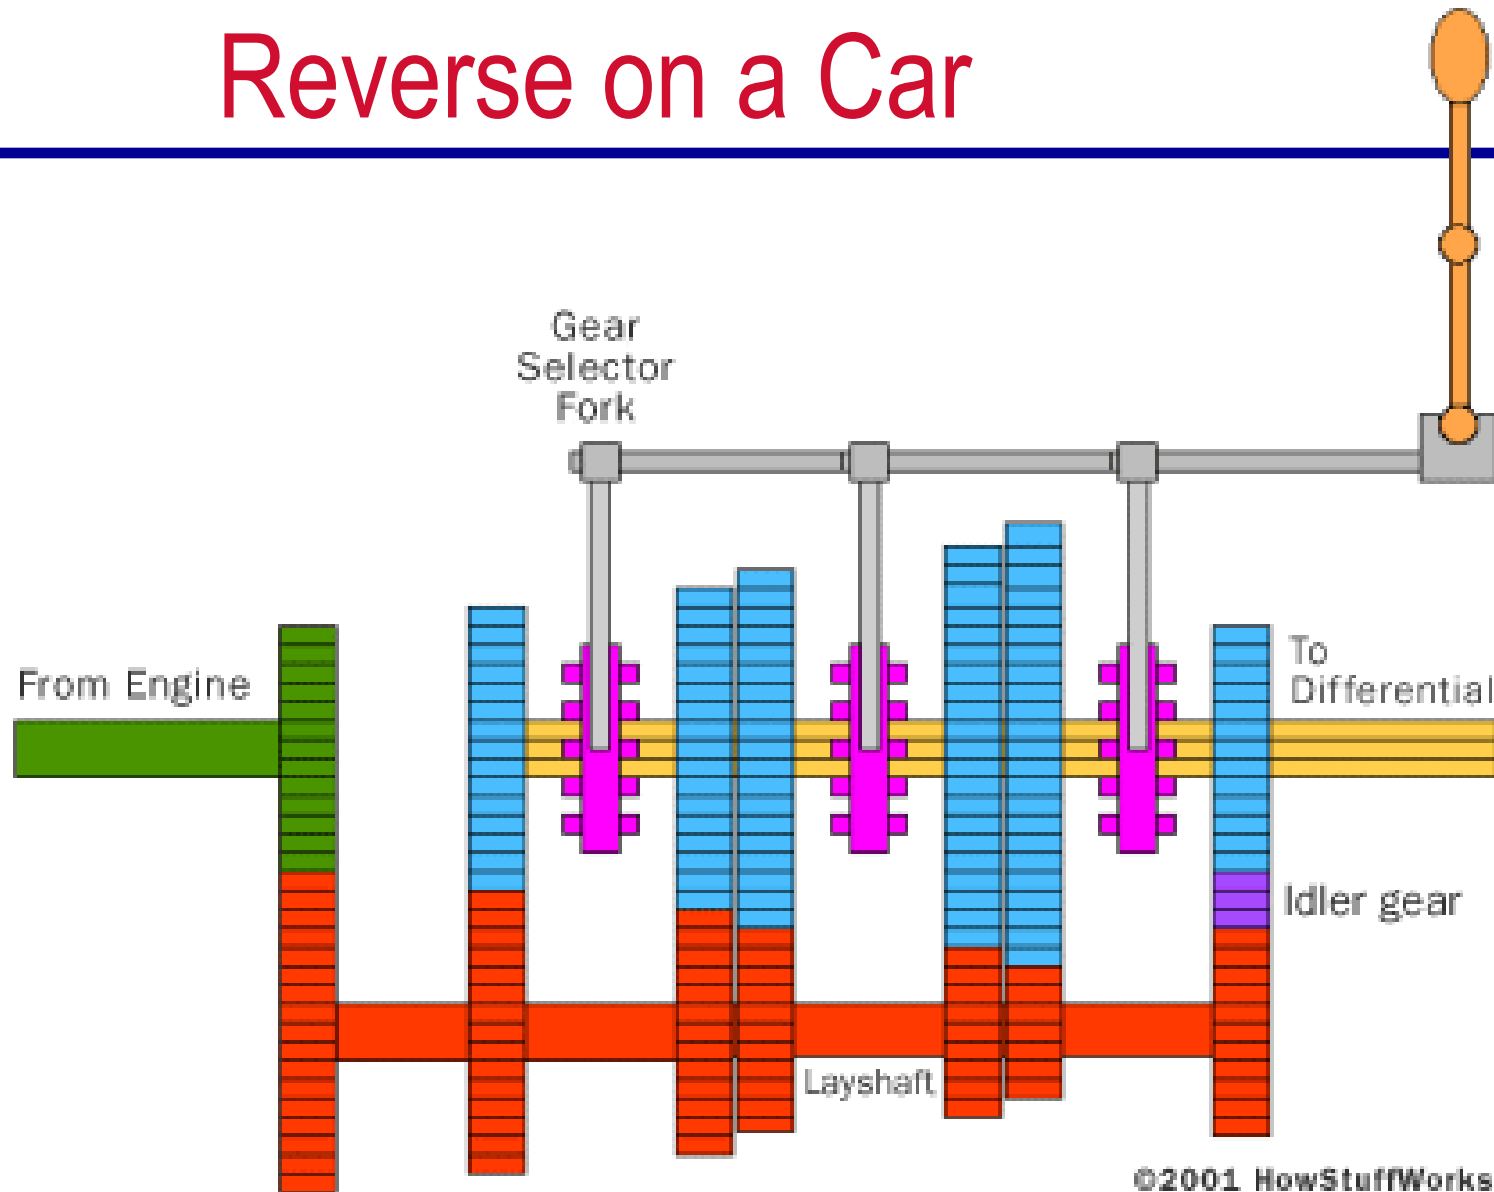 Reverse on a Car
Gear
Selector
Fork
From Engine
To
Differential
Idler gear
Layshaft
©2001 HowStuffWorks